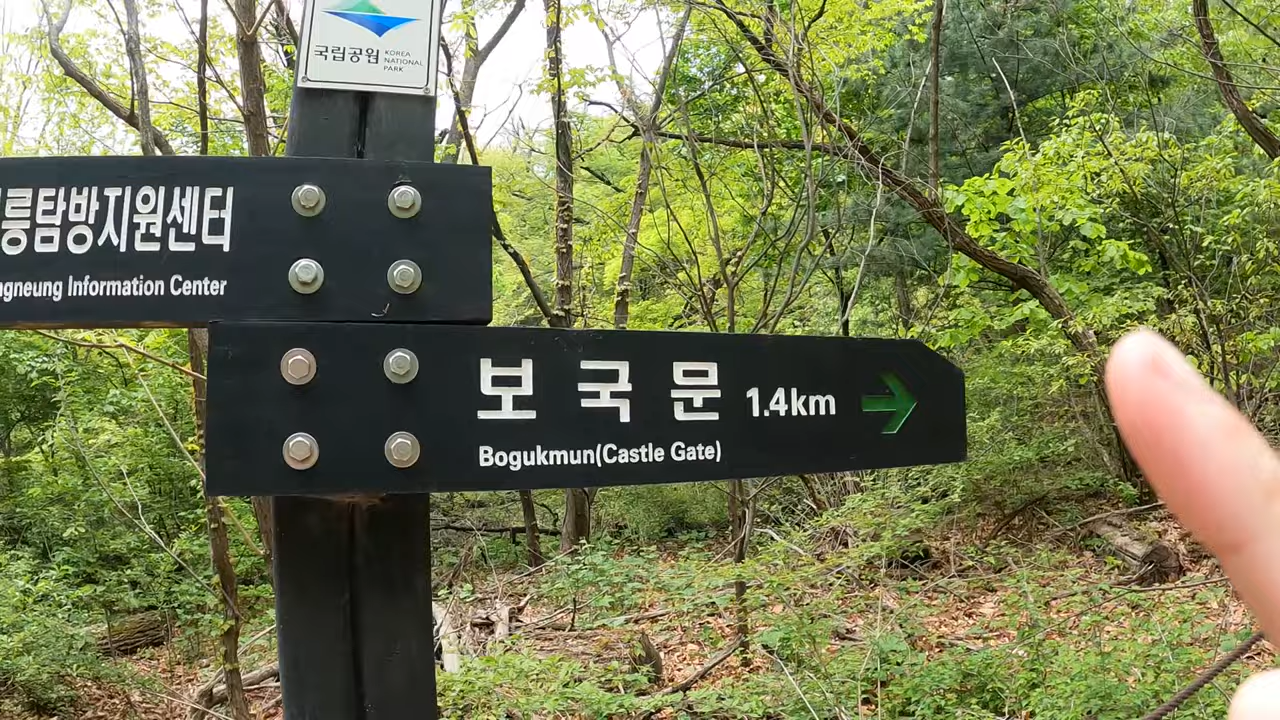 국립공원 KOREA
NATIONAL
PARK
릉탐방지원센터
Information Center
보국문 1.4km
Bogukmun(Castle Gate)